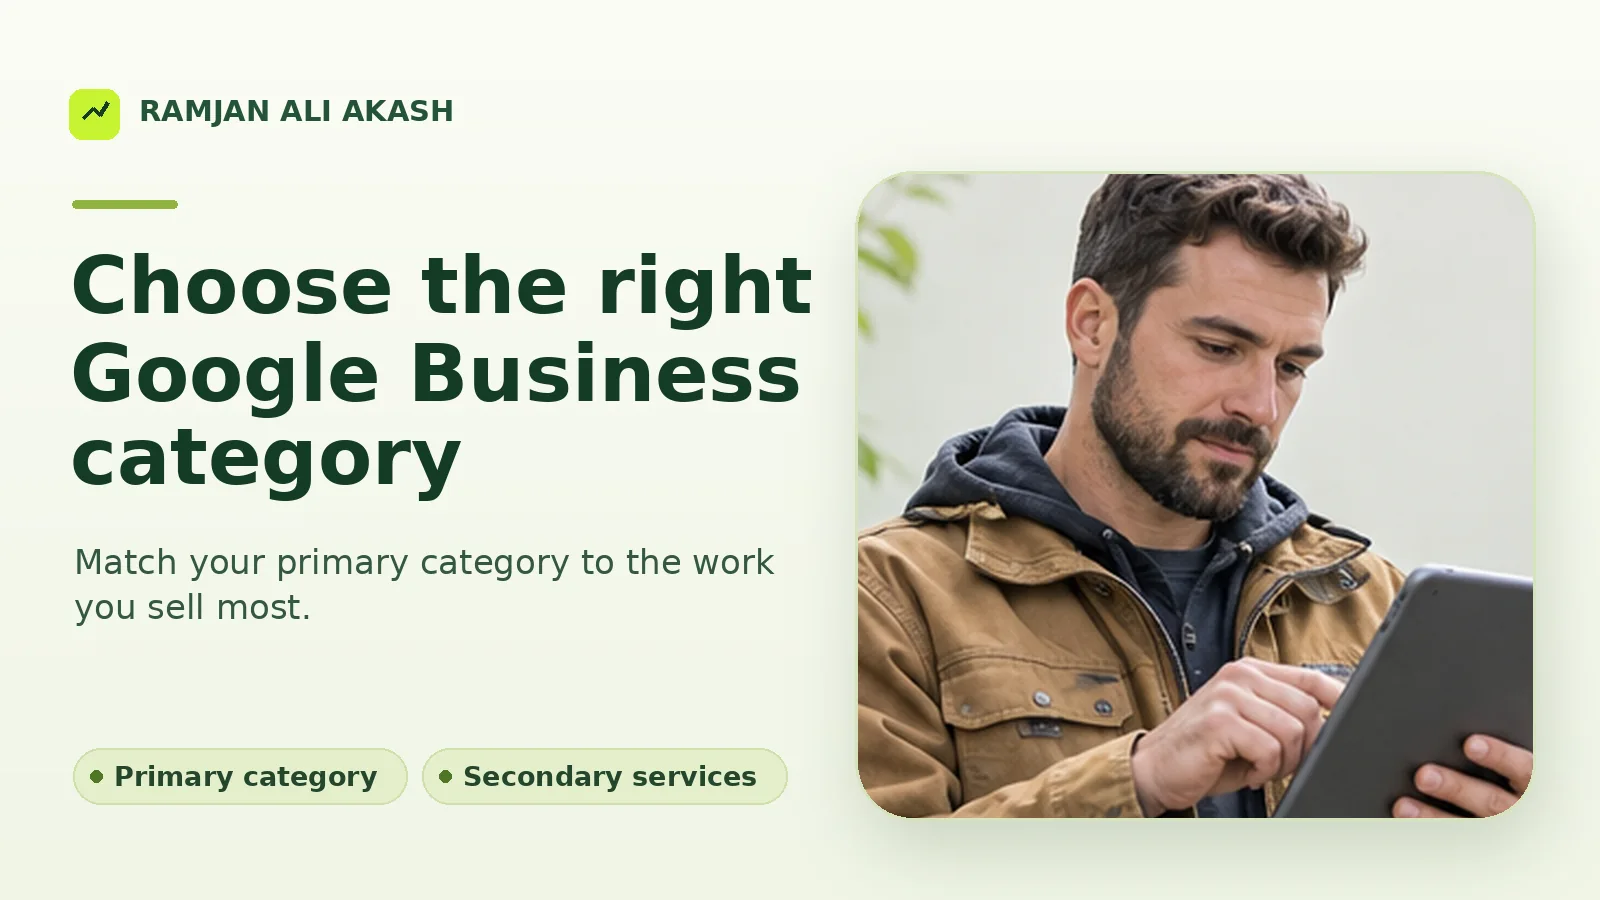 RAMJAN ALI AKASH
Choose the right
Google Business
category
Match your primary category to the work
you sell most.
Primary category
Secondary services